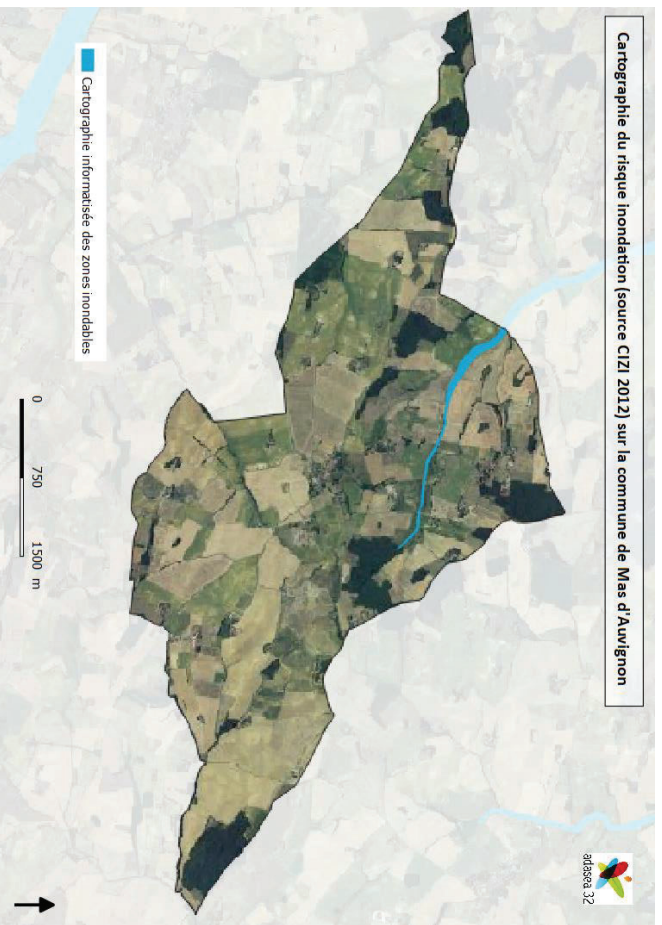 Cartographie du risque inondation (source CIZI 2012) sur la commune de Mas d'Auvignon
Cartographie informatisée des zones inondables
0 750 1500 m
adasea 32